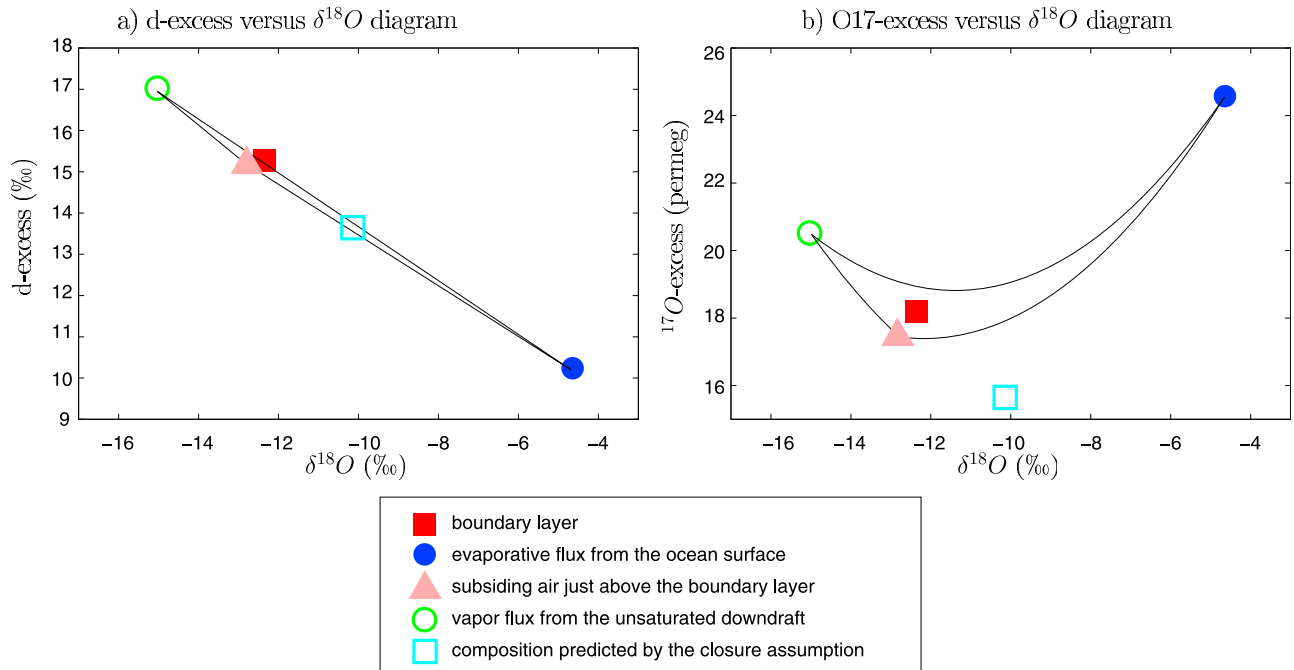 a) d-excess versus δ¹⁸O diagram
18
17
16
15
14
13
12
11
10
9
d-excess (‰)
−16 −14 −12 −10 −8 −6 −4
δ¹⁸O (‰)
b) O17-excess versus δ¹⁸O diagram
26
24
22
20
18
16
¹⁷O-excess (permeg)
−16 −14 −12 −10 −8 −6 −4
δ¹⁸O (‰)
boundary layer
evaporative flux from the ocean surface
subsiding air just above the boundary layer
vapor flux from the unsaturated downdraft
composition predicted by the closure assumption